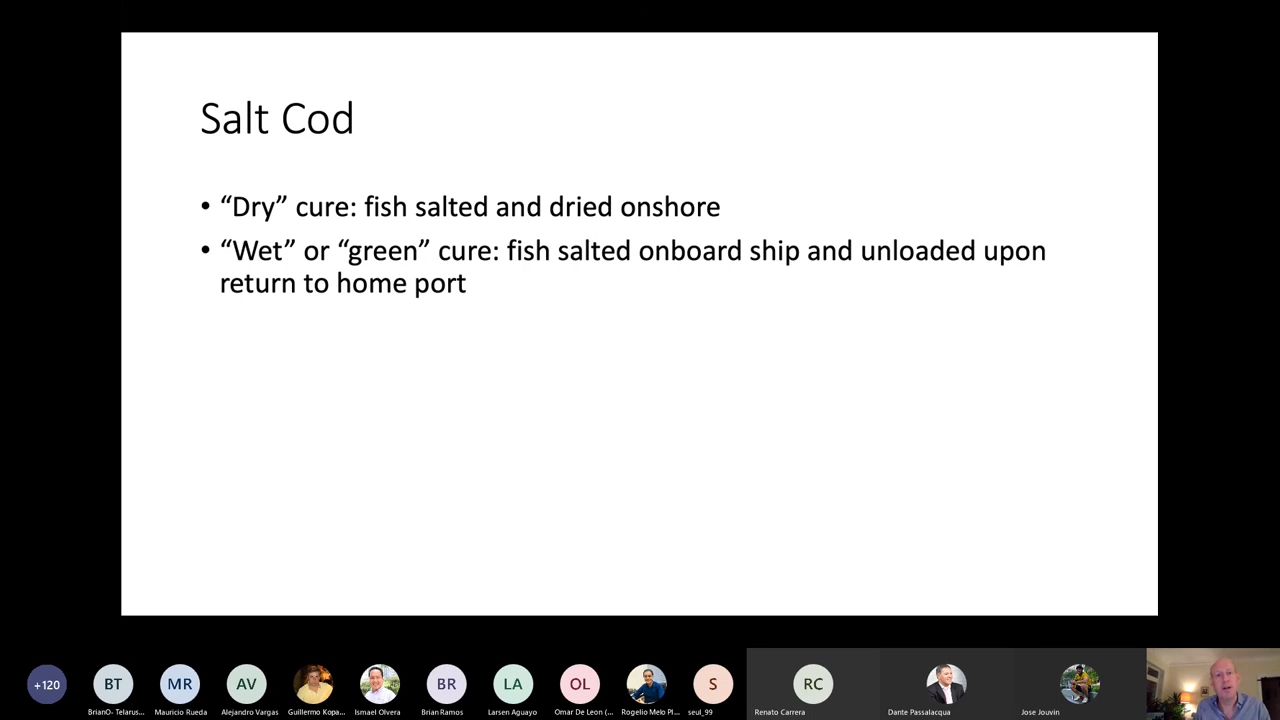 Salt Cod
• “Dry” cure: fish salted and dried onshore
• “Wet” or “green” cure: fish salted onboard ship and unloaded upon
return to home port
+120
BT
MR
AV
BR
LA
OL
S
RC
BrianO- Telarus...
Mauricio Rueda
Alejandro Vargas
Guillermo Kopa...
Ismael Olvera
Brian Ramos
Larsen Aguayo
Omar De Leon (...
Rogelio Melo Pl...
seul_99
Renato Carrera
Dante Passalacqua
Jose Jouvin